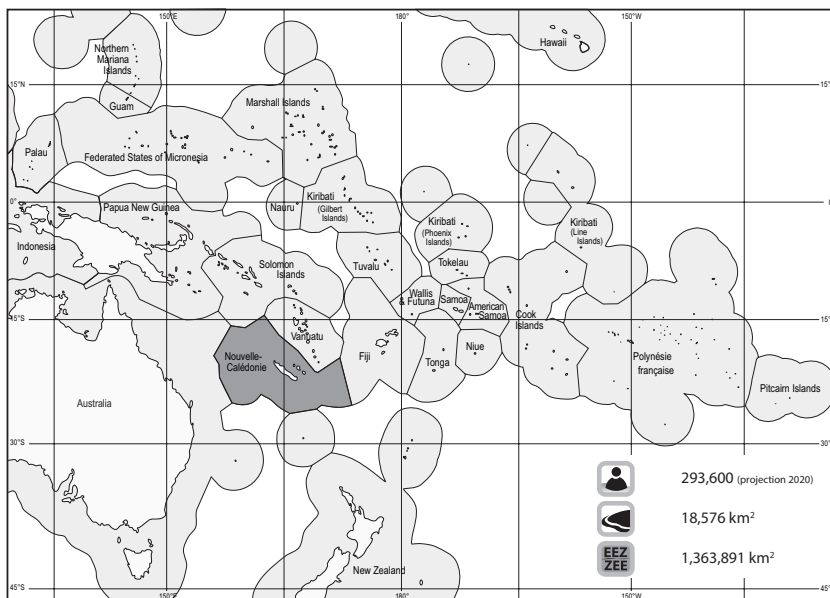 150°E
180°
150°W
Hawaii
Northern
Mariana
Islands
15°N
15°N
Guam
Marshall Islands
Palau
Federated States of Micronesia
0°
0°
Papua New Guinea
Nauru
Kiribati
(Gilbert
Islands)
Kiribati
(Phoenix
Islands)
Kiribati
(Line
Islands)
Indonesia
Solomon
Islands
Tuvalu
Tokelau
Wallis
& Futuna
Samoa
American
Samoa
Cook
Islands
15°S
15°S
Vanuatu
Nouvelle-
Calédonie
Fiji
Tonga
Niue
Polynésie
française
Pitcairn Islands
Australia
30°S
30°S
293,600 (projection 2020)
18,576 km²
EEZ
ZEE
1,363,891 km²
New Zealand
45°S
45°S
150°E
180°
150°W